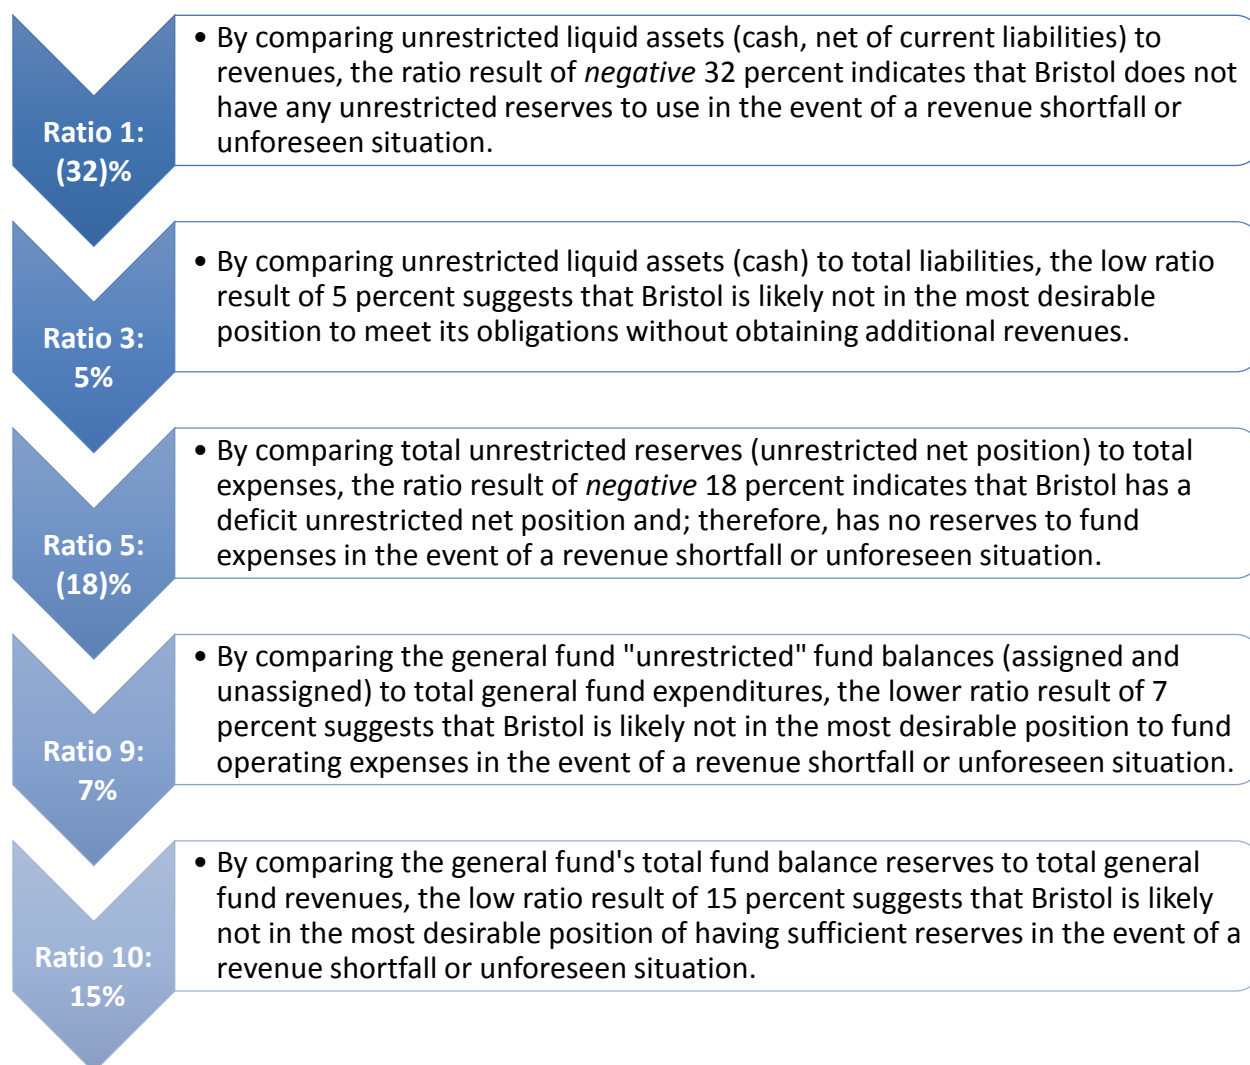 Ratio 1:
(32)%
• By comparing unrestricted liquid assets (cash, net of current liabilities) to
revenues, the ratio result of negative 32 percent indicates that Bristol does not
have any unrestricted reserves to use in the event of a revenue shortfall or
unforeseen situation.
Ratio 3:
5%
• By comparing unrestricted liquid assets (cash) to total liabilities, the low ratio
result of 5 percent suggests that Bristol is likely not in the most desirable
position to meet its obligations without obtaining additional revenues.
Ratio 5:
(18)%
• By comparing total unrestricted reserves (unrestricted net position) to total
expenses, the ratio result of negative 18 percent indicates that Bristol has a
deficit unrestricted net position and; therefore, has no reserves to fund
expenses in the event of a revenue shortfall or unforeseen situation.
Ratio 9:
7%
• By comparing the general fund "unrestricted" fund balances (assigned and
unassigned) to total general fund expenditures, the lower ratio result of 7
percent suggests that Bristol is likely not in the most desirable position to fund
operating expenses in the event of a revenue shortfall or unforeseen situation.
Ratio 10:
15%
• By comparing the general fund's total fund balance reserves to total general
fund revenues, the low ratio result of 15 percent suggests that Bristol is likely
not in the most desirable position of having sufficient reserves in the event of a
revenue shortfall or unforeseen situation.